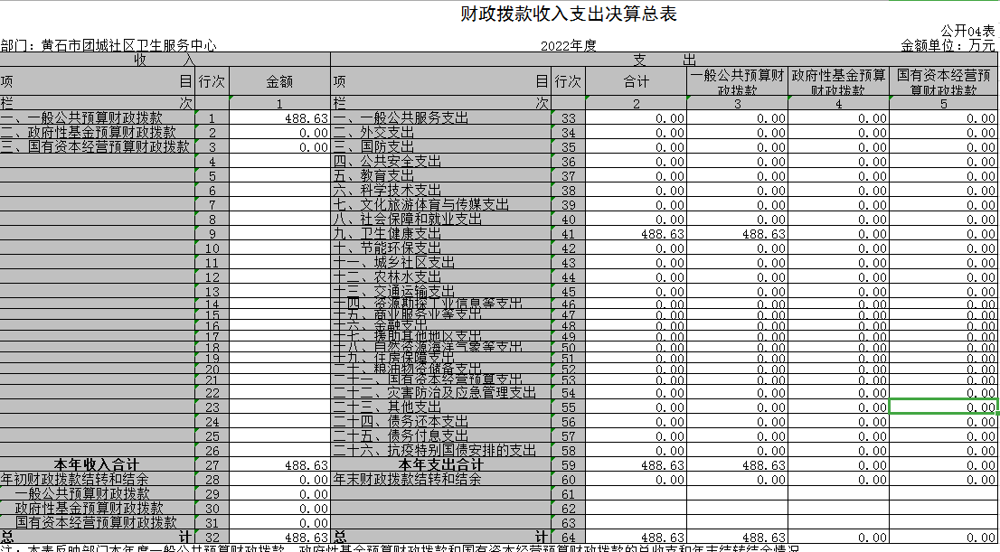 财政拨款收入支出决算总表
公开04表
部门：黄石市团城社区卫生服务中心 2022年度 金额单位：万元
收 入 支 出
项 目 行次 金额 项 目 行次 合计 一般公共预算财政拨款 政府性基金预算财政拨款 国有资本经营预算财政拨款
栏 次 1 栏 次 2 3 4 5
一、一般公共预算财政拨款 1 488.63 一、一般公共服务支出 33 0.00 0.00 0.00 0.00
二、政府性基金预算财政拨款 2 0.00 二、外交支出 34 0.00 0.00 0.00 0.00
三、国有资本经营预算财政拨款 3 0.00 三、国防支出 35 0.00 0.00 0.00 0.00
4 四、公共安全支出 36 0.00 0.00 0.00 0.00
5 五、教育支出 37 0.00 0.00 0.00 0.00
6 六、科学技术支出 38 0.00 0.00 0.00 0.00
7 七、文化旅游体育与传媒支出 39 0.00 0.00 0.00 0.00
8 八、社会保障和就业支出 40 0.00 0.00 0.00 0.00
9 九、卫生健康支出 41 488.63 488.63 0.00 0.00
10 十、节能环保支出 42 0.00 0.00 0.00 0.00
11 十一、城乡社区支出 43 0.00 0.00 0.00 0.00
12 十二、农林水支出 44 0.00 0.00 0.00 0.00
13 十三、交通运输支出 45 0.00 0.00 0.00 0.00
14 十四、资源勘探工业信息等支出 46 0.00 0.00 0.00 0.00
15 十五、商业服务业等支出 47 0.00 0.00 0.00 0.00
16 十六、金融支出 48 0.00 0.00 0.00 0.00
17 十七、援助其他地区支出 49 0.00 0.00 0.00 0.00
18 十八、自然资源海洋气象等支出 50 0.00 0.00 0.00 0.00
19 十九、住房保障支出 51 0.00 0.00 0.00 0.00
20 二十、粮油物资储备支出 52 0.00 0.00 0.00 0.00
21 二十一、国有资本经营预算支出 53 0.00 0.00 0.00 0.00
22 二十二、灾害防治及应急管理支出 54 0.00 0.00 0.00 0.00
23 二十三、其他支出 55 0.00 0.00 0.00 0.00
24 二十四、债务还本支出 56 0.00 0.00 0.00 0.00
25 二十五、债务付息支出 57 0.00 0.00 0.00 0.00
26 二十六、抗疫特别国债安排的支出 58 0.00 0.00 0.00 0.00
本年收入合计 27 488.63 本年支出合计 59 488.63 488.63 0.00 0.00
年初财政拨款结转和结余 28 0.00 年末财政拨款结转和结余 60 0.00 0.00 0.00 0.00
一般公共预算财政拨款 29 0.00 61
政府性基金预算财政拨款 30 0.00 62
国有资本经营预算财政拨款 31 0.00 63
总 计 32 488.63 总 计 64 488.63 488.63 0.00 0.00
注：本表反映部门本年度一般公共预算财政拨款、政府性基金预算财政拨款和国有资本经营预算财政拨款的总收支和年末结转结余情况